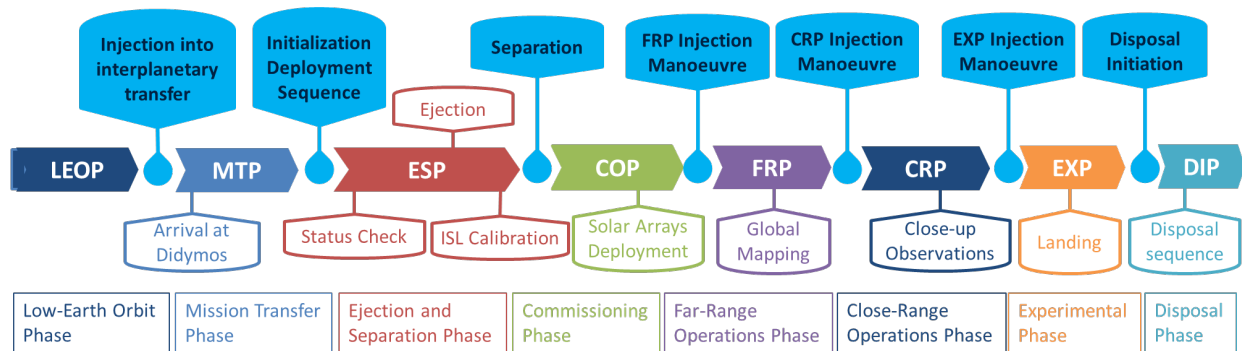 Injection into
interplanetary
transfer
Initialization
Deployment
Sequence
Separation
FRP Injection
Manoeuvre
CRP Injection
Manoeuvre
EXP Injection
Manoeuvre
Disposal
Initiation
Ejection
LEOP
MTP
ESP
COP
FRP
CRP
EXP
DIP
Arrival at
Didymos
Status Check
ISL Calibration
Solar Arrays
Deployment
Global
Mapping
Close-up
Observations
Landing
Disposal
sequence
Low-Earth Orbit
Phase
Mission Transfer
Phase
Ejection and
Separation Phase
Commissioning
Phase
Far-Range
Operations Phase
Close-Range
Operations Phase
Experimental
Phase
Disposal
Phase